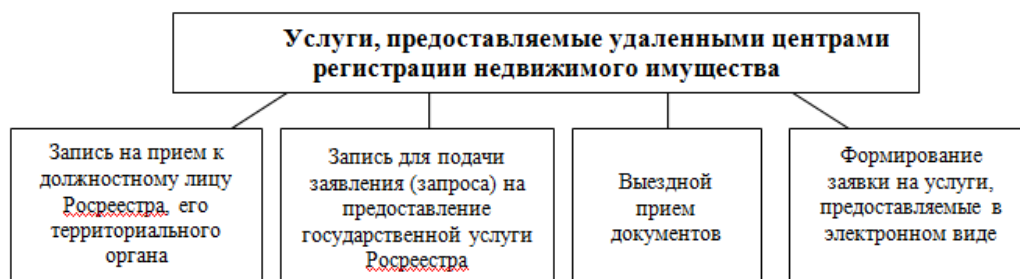 Услуги, предоставляемые удаленными центрами
регистрации недвижимого имущества
Запись на прием к
должностному лицу
Росреестра, его
территориального
органа
Запись для подачи
заявления (запроса) на
предоставление
государственной услуги
Росреестра
Выездной
прием
документов
Формирование
заявки на услуги,
предоставляемые в
электронном виде